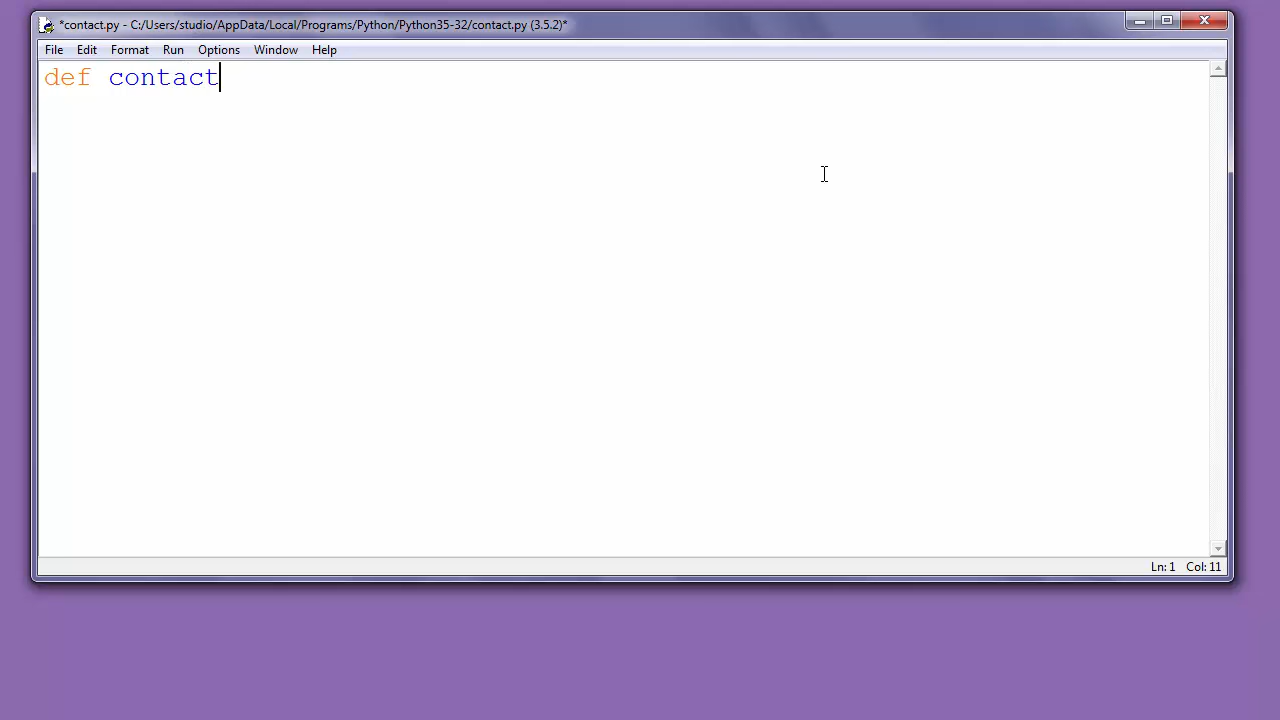 *contact.py - C:/Users/studio/AppData/Local/Programs/Python/Python35-32/contact.py (3.5.2)*
File Edit Format Run Options Window Help
def contact
Ln: 1 Col: 11